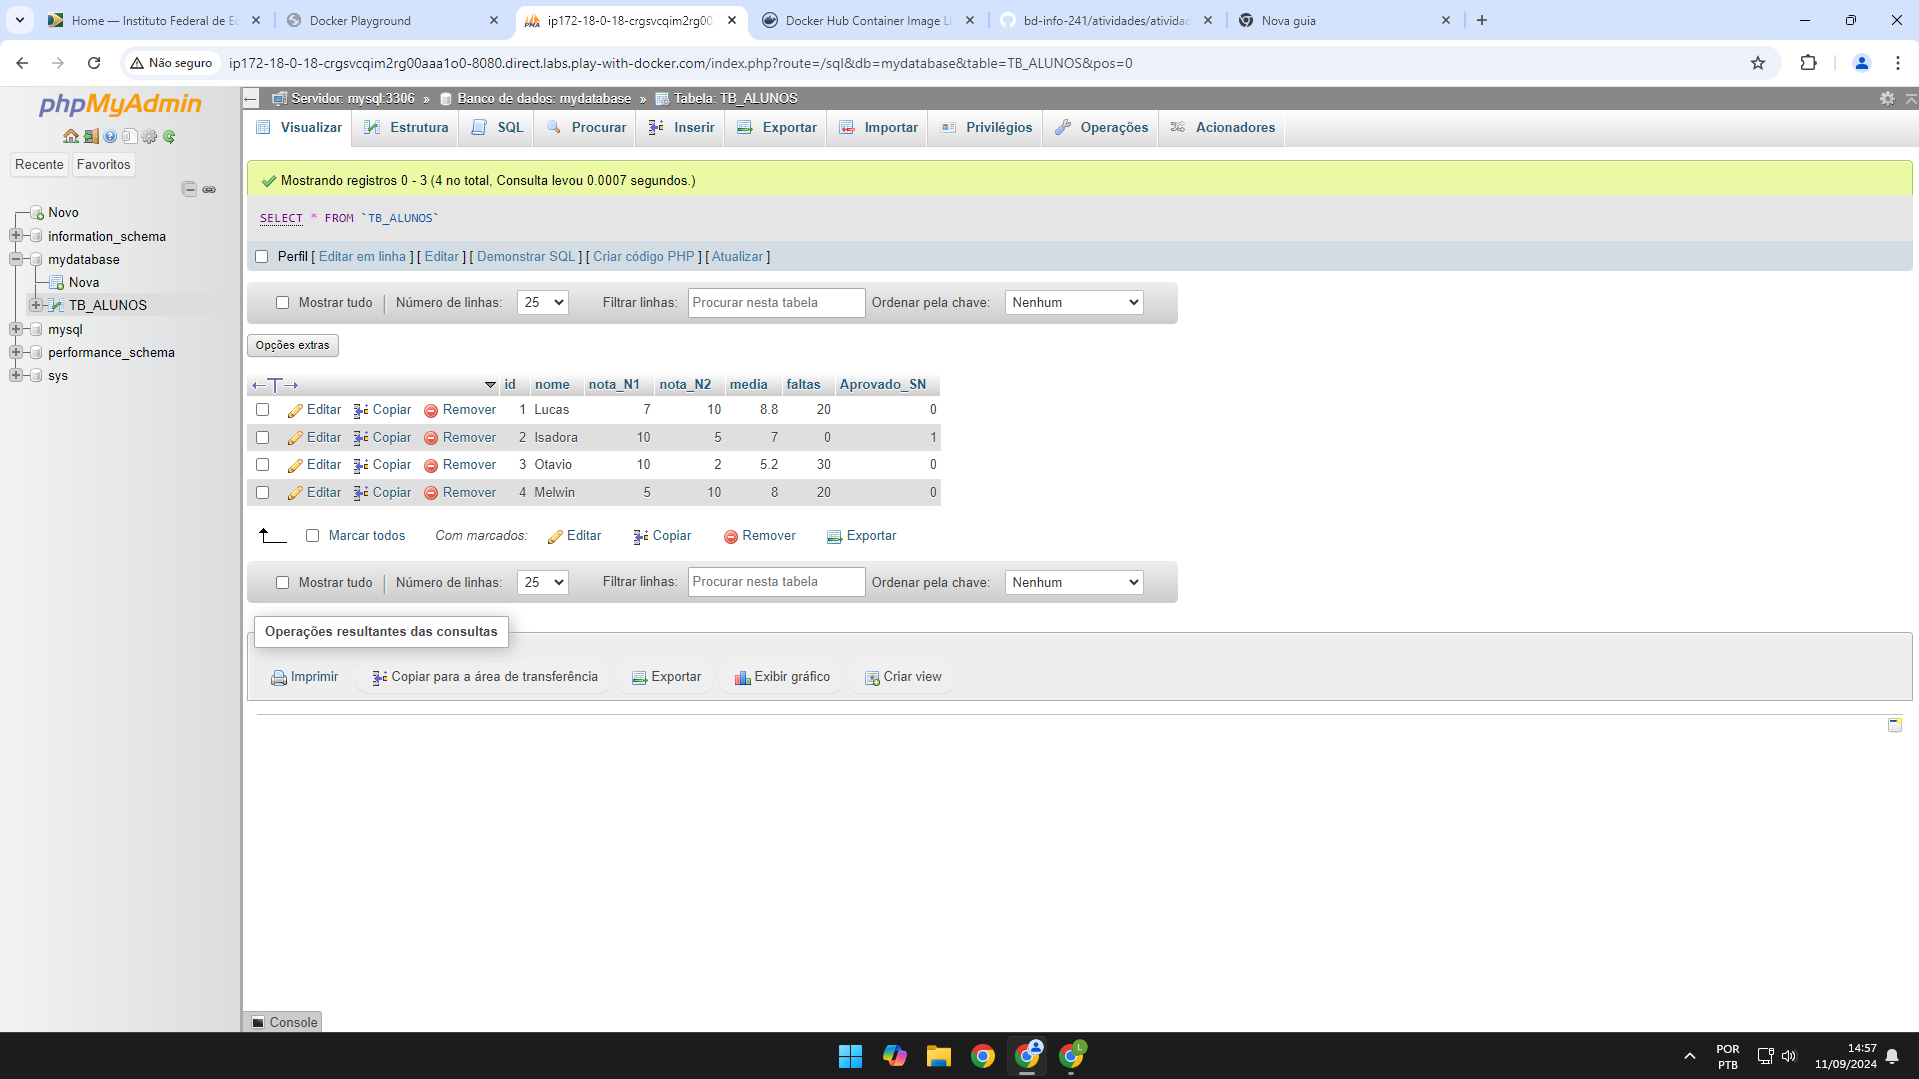 Home — Instituto Federal de E
Docker Playground
ip172-18-0-18-crgsvcqim2rg00
Docker Hub Container Image Li
bd-info-241/atividades/ativida
Nova guia
Não seguro
ip172-18-0-18-crgsvcqim2rg00aaa1o0-8080.direct.labs.play-with-docker.com/index.php?route=/sql&db=mydatabase&table=TB_ALUNOS&pos=0
phpMyAdmin
Recente Favoritos
Novo
information_schema
mydatabase
Nova
TB_ALUNOS
mysql
performance_schema
sys
Servidor: mysql:3306 » Banco de dados: mydatabase » Tabela: TB_ALUNOS
Visualizar Estrutura SQL Procurar Inserir Exportar Importar Privilégios Operações Acionadores
Mostrando registros 0 - 3 (4 no total, Consulta levou 0.0007 segundos.)
SELECT * FROM `TB_ALUNOS`
Perfil [ Editar em linha ] [ Editar ] [ Demonstrar SQL ] [ Criar código PHP ] [ Atualizar ]
Mostrar tudo | Número de linhas: 25 Filtrar linhas: Procurar nesta tabela Ordenar pela chave: Nenhum
Opções extras
←T→ id nome nota_N1 nota_N2 media faltas Aprovado_SN
Editar Copiar Remover 1 Lucas 7 10 8.8 20 0
Editar Copiar Remover 2 Isadora 10 5 7 0 1
Editar Copiar Remover 3 Otavio 10 2 5.2 30 0
Editar Copiar Remover 4 Melwin 5 10 8 20 0
Marcar todos Com marcados: Editar Copiar Remover Exportar
Mostrar tudo | Número de linhas: 25 Filtrar linhas: Procurar nesta tabela Ordenar pela chave: Nenhum
Operações resultantes das consultas
Imprimir Copiar para a área de transferência Exportar Exibir gráfico Criar view
Console
L
POR
PTB
14:57
11/09/2024